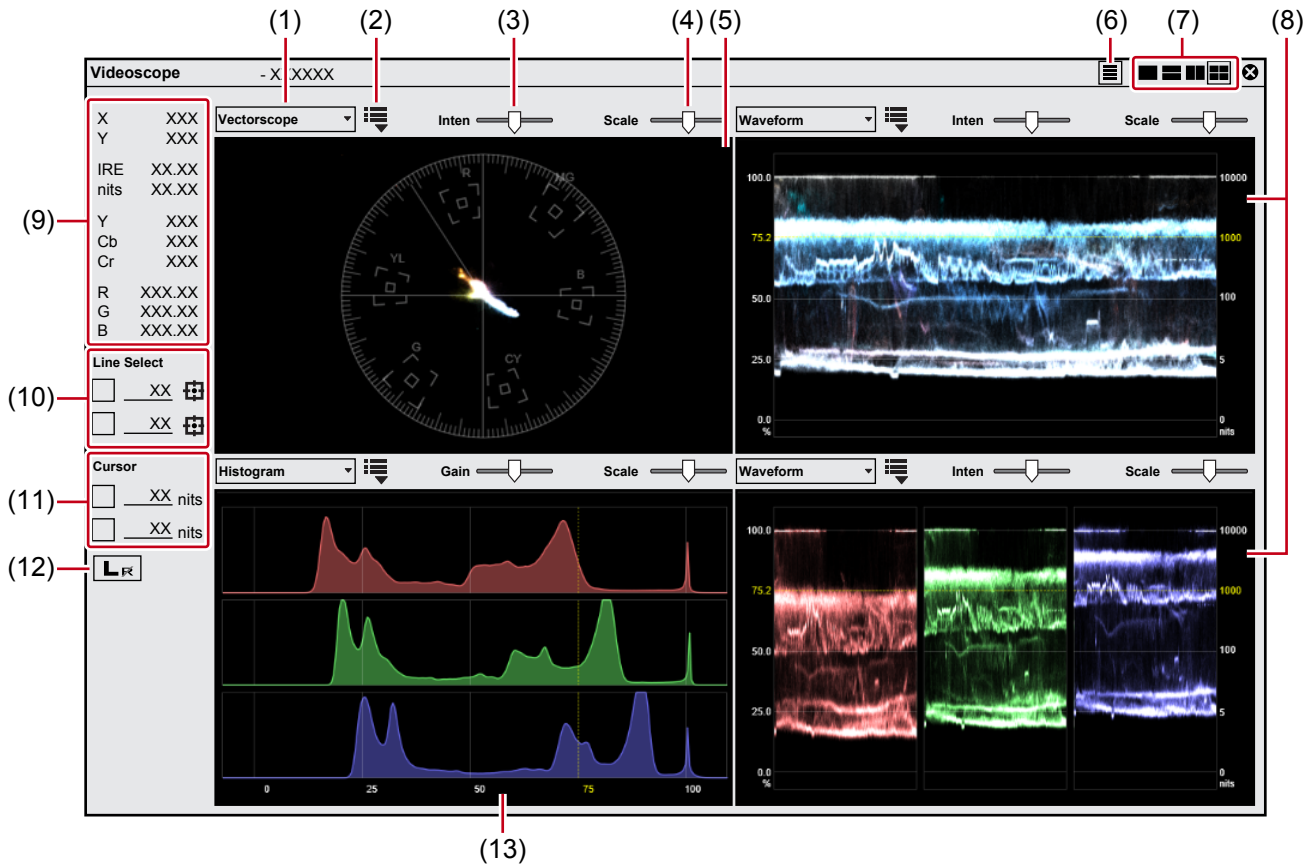 (1) (2) (3) (4) (5) (6) (7) (8)
Videoscope - XXXXXX
X XXX
Y XXX
IRE XX.XX
nits XX.XX
Y XXX
Cb XXX
Cr XXX
R XXX.XX
G XXX.XX
B XXX.XX
(9)
Line Select
XX
XX
(10)
Cursor
XX nits
XX nits
(11)
(12)
L R
Vectorscope Inten Scale
R MG
YL B
G CY
Waveform Inten Scale
100.0 10000
75.2 1000
50.0 100
25.0 5
0.0 0
% nits
Histogram Gain Scale
0 25 50 75 100
Waveform Inten Scale
100.0 10000
75.2 1000
50.0 100
25.0 5
0.0 0
% nits
(8)
(13)